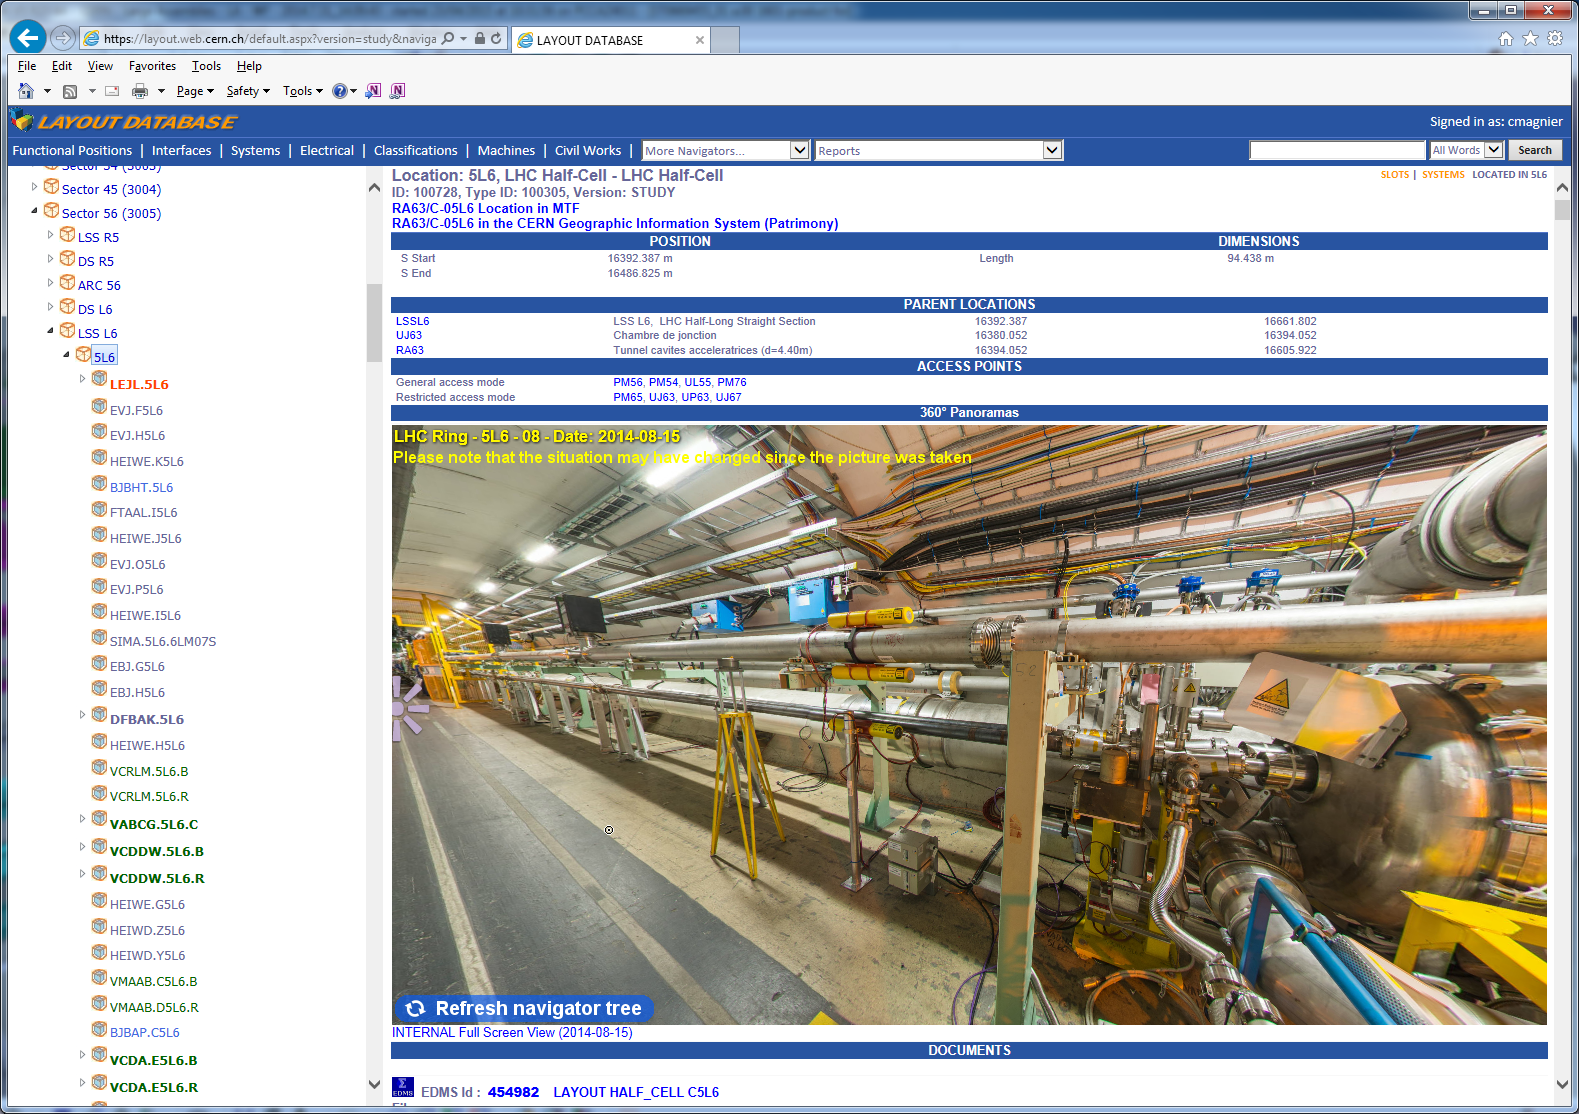 https://layout.web.cern.ch/default.aspx?version=study&naviga
LAYOUT DATABASE
File Edit View Favorites Tools Help
Page Safety Tools
LAYOUT DATABASE
Signed in as: cmagnier
Functional Positions | Interfaces | Systems | Electrical | Classifications | Machines | Civil Works | More Navigators... Reports All Words Search
Sector 34 (3003)
Sector 45 (3004)
Sector 56 (3005)
LSS R5
DS R5
ARC 56
DS L6
LSS L6
5L6
LEJL.5L6
EVJ.F5L6
EVJ.H5L6
HEIWE.K5L6
BJBHT.5L6
FTAAL.I5L6
HEIWE.J5L6
EVJ.O5L6
EVJ.P5L6
HEIWE.I5L6
SIMA.5L6.6LM07S
EBJ.G5L6
EBJ.H5L6
DFBAK.5L6
HEIWE.H5L6
VCRLM.5L6.B
VCRLM.5L6.R
VABCG.5L6.C
VCDDW.5L6.B
VCDDW.5L6.R
HEIWE.G5L6
HEIWD.Z5L6
HEIWD.Y5L6
VMAAB.C5L6.B
VMAAB.D5L6.R
BJBAP.C5L6
VCDA.E5L6.B
VCDA.E5L6.R
Location: 5L6, LHC Half-Cell - LHC Half-Cell
SLOTS | SYSTEMS LOCATED IN 5L6
ID: 100728, Type ID: 100305, Version: STUDY
RA63/C-05L6 Location in MTF
RA63/C-05L6 in the CERN Geographic Information System (Patrimony)
POSITION DIMENSIONS
S Start 16392.387 m Length 94.438 m
S End 16486.825 m
PARENT LOCATIONS
LSSL6 LSS L6, LHC Half-Long Straight Section 16392.387 16661.802
UJ63 Chambre de jonction 16380.052 16394.052
RA63 Tunnel cavites acceleratrices (d=4.40m) 16394.052 16605.922
ACCESS POINTS
General access mode PM56, PM54, UL55, PM76
Restricted access mode PM65, UJ63, UP63, UJ67
360° Panoramas
LHC Ring - 5L6 - 08 - Date: 2014-08-15
Please note that the situation may have changed since the picture was taken
Refresh navigator tree
INTERNAL Full Screen View (2014-08-15)
DOCUMENTS
EDMS
EDMS Id : 454982 LAYOUT HALF_CELL C5L6